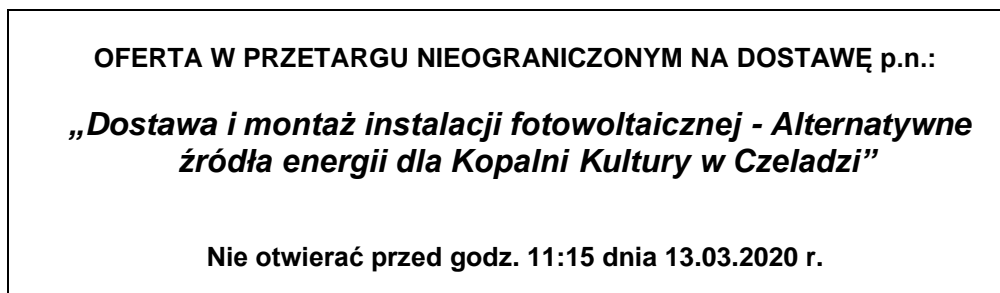 OFERTA W PRZETARGU NIEOGRANICZONYM NA DOSTAWĘ p.n.:
„Dostawa i montaż instalacji fotowoltaicznej - Alternatywne
źródła energii dla Kopalni Kultury w Czeladzi”
Nie otwierać przed godz. 11:15 dnia 13.03.2020 r.